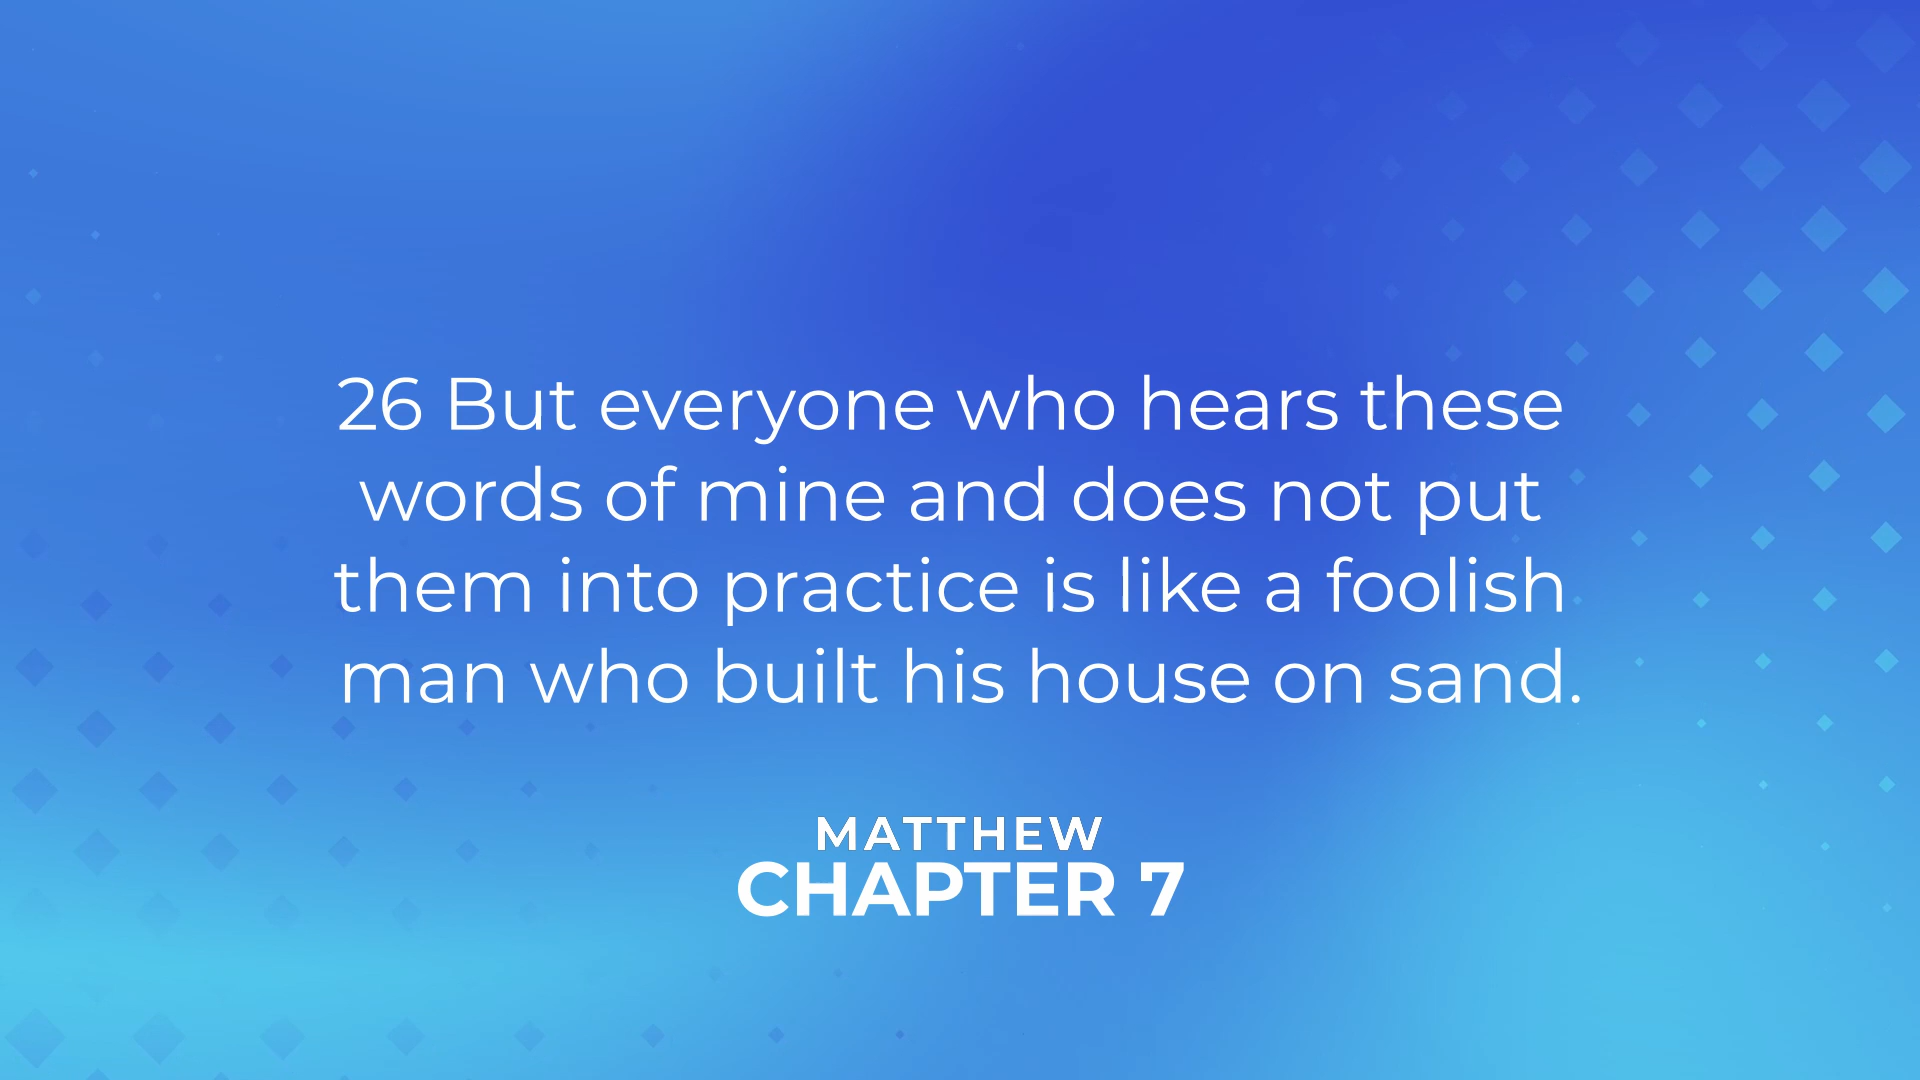 26 But everyone who hears these
words of mine and does not put
them into practice is like a foolish
man who built his house on sand.
MATTHEW
CHAPTER 7